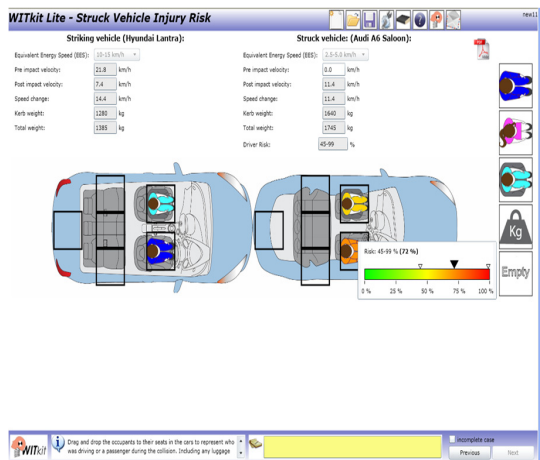 WITkit Lite - Struck Vehicle Injury Risk
new11
Striking vehicle (Hyundai Lantra):
Struck vehicle: (Audi A6 Saloon):
Equivalent Energy Speed (EES): 10-15 km/h
Equivalent Energy Speed (EES): 2.5-5.0 km/h
Pre impact velocity: 21.8 km/h
Pre impact velocity: 0.0 km/h
Post impact velocity: 7.4 km/h
Post impact velocity: 11.4 km/h
Speed change: 14.4 km/h
Speed change: 11.4 km/h
Kerb weight: 1280 kg
Kerb weight: 1640 kg
Total weight: 1385 kg
Total weight: 1745 kg
Driver Risk: 45-99 %
Kg
Risk: 45-99 % (72 %)
0 % 25 % 50 % 75 % 100 %
Empty
WITkit
Drag and drop the occupants to their seats in the cars to represent who
was driving or a passenger during the collision. Including any luggage
incomplete case
Previous Next